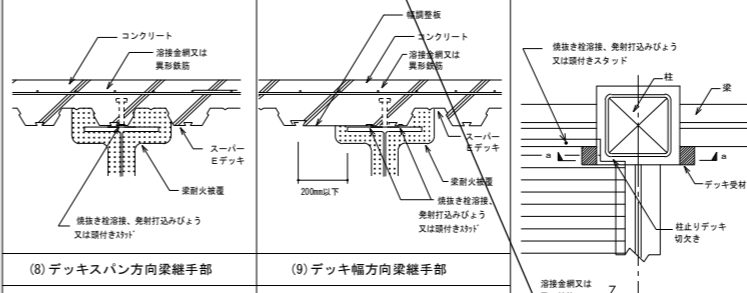 コンクリート
溶接金網又は
異形鉄筋
スーパー
Eデッキ
梁耐火被覆
焼抜き栓溶接、発射打込みびょう
又は頭付きスタッド
(8)デッキスパン方向梁継手部
幅調整板
コンクリート
溶接金網又は
異形鉄筋
スーパー
Eデッキ
梁耐火被覆
200mm以下
焼抜き栓溶接、
発射打込みびょう
又は頭付きスタッド
(9)デッキ幅方向梁継手部
焼抜き栓溶接、発射打込みびょう
又は頭付きスタッド
柱
梁
a
a
デッキ受材
柱止りデッキ
切欠き
溶接金網又は
7